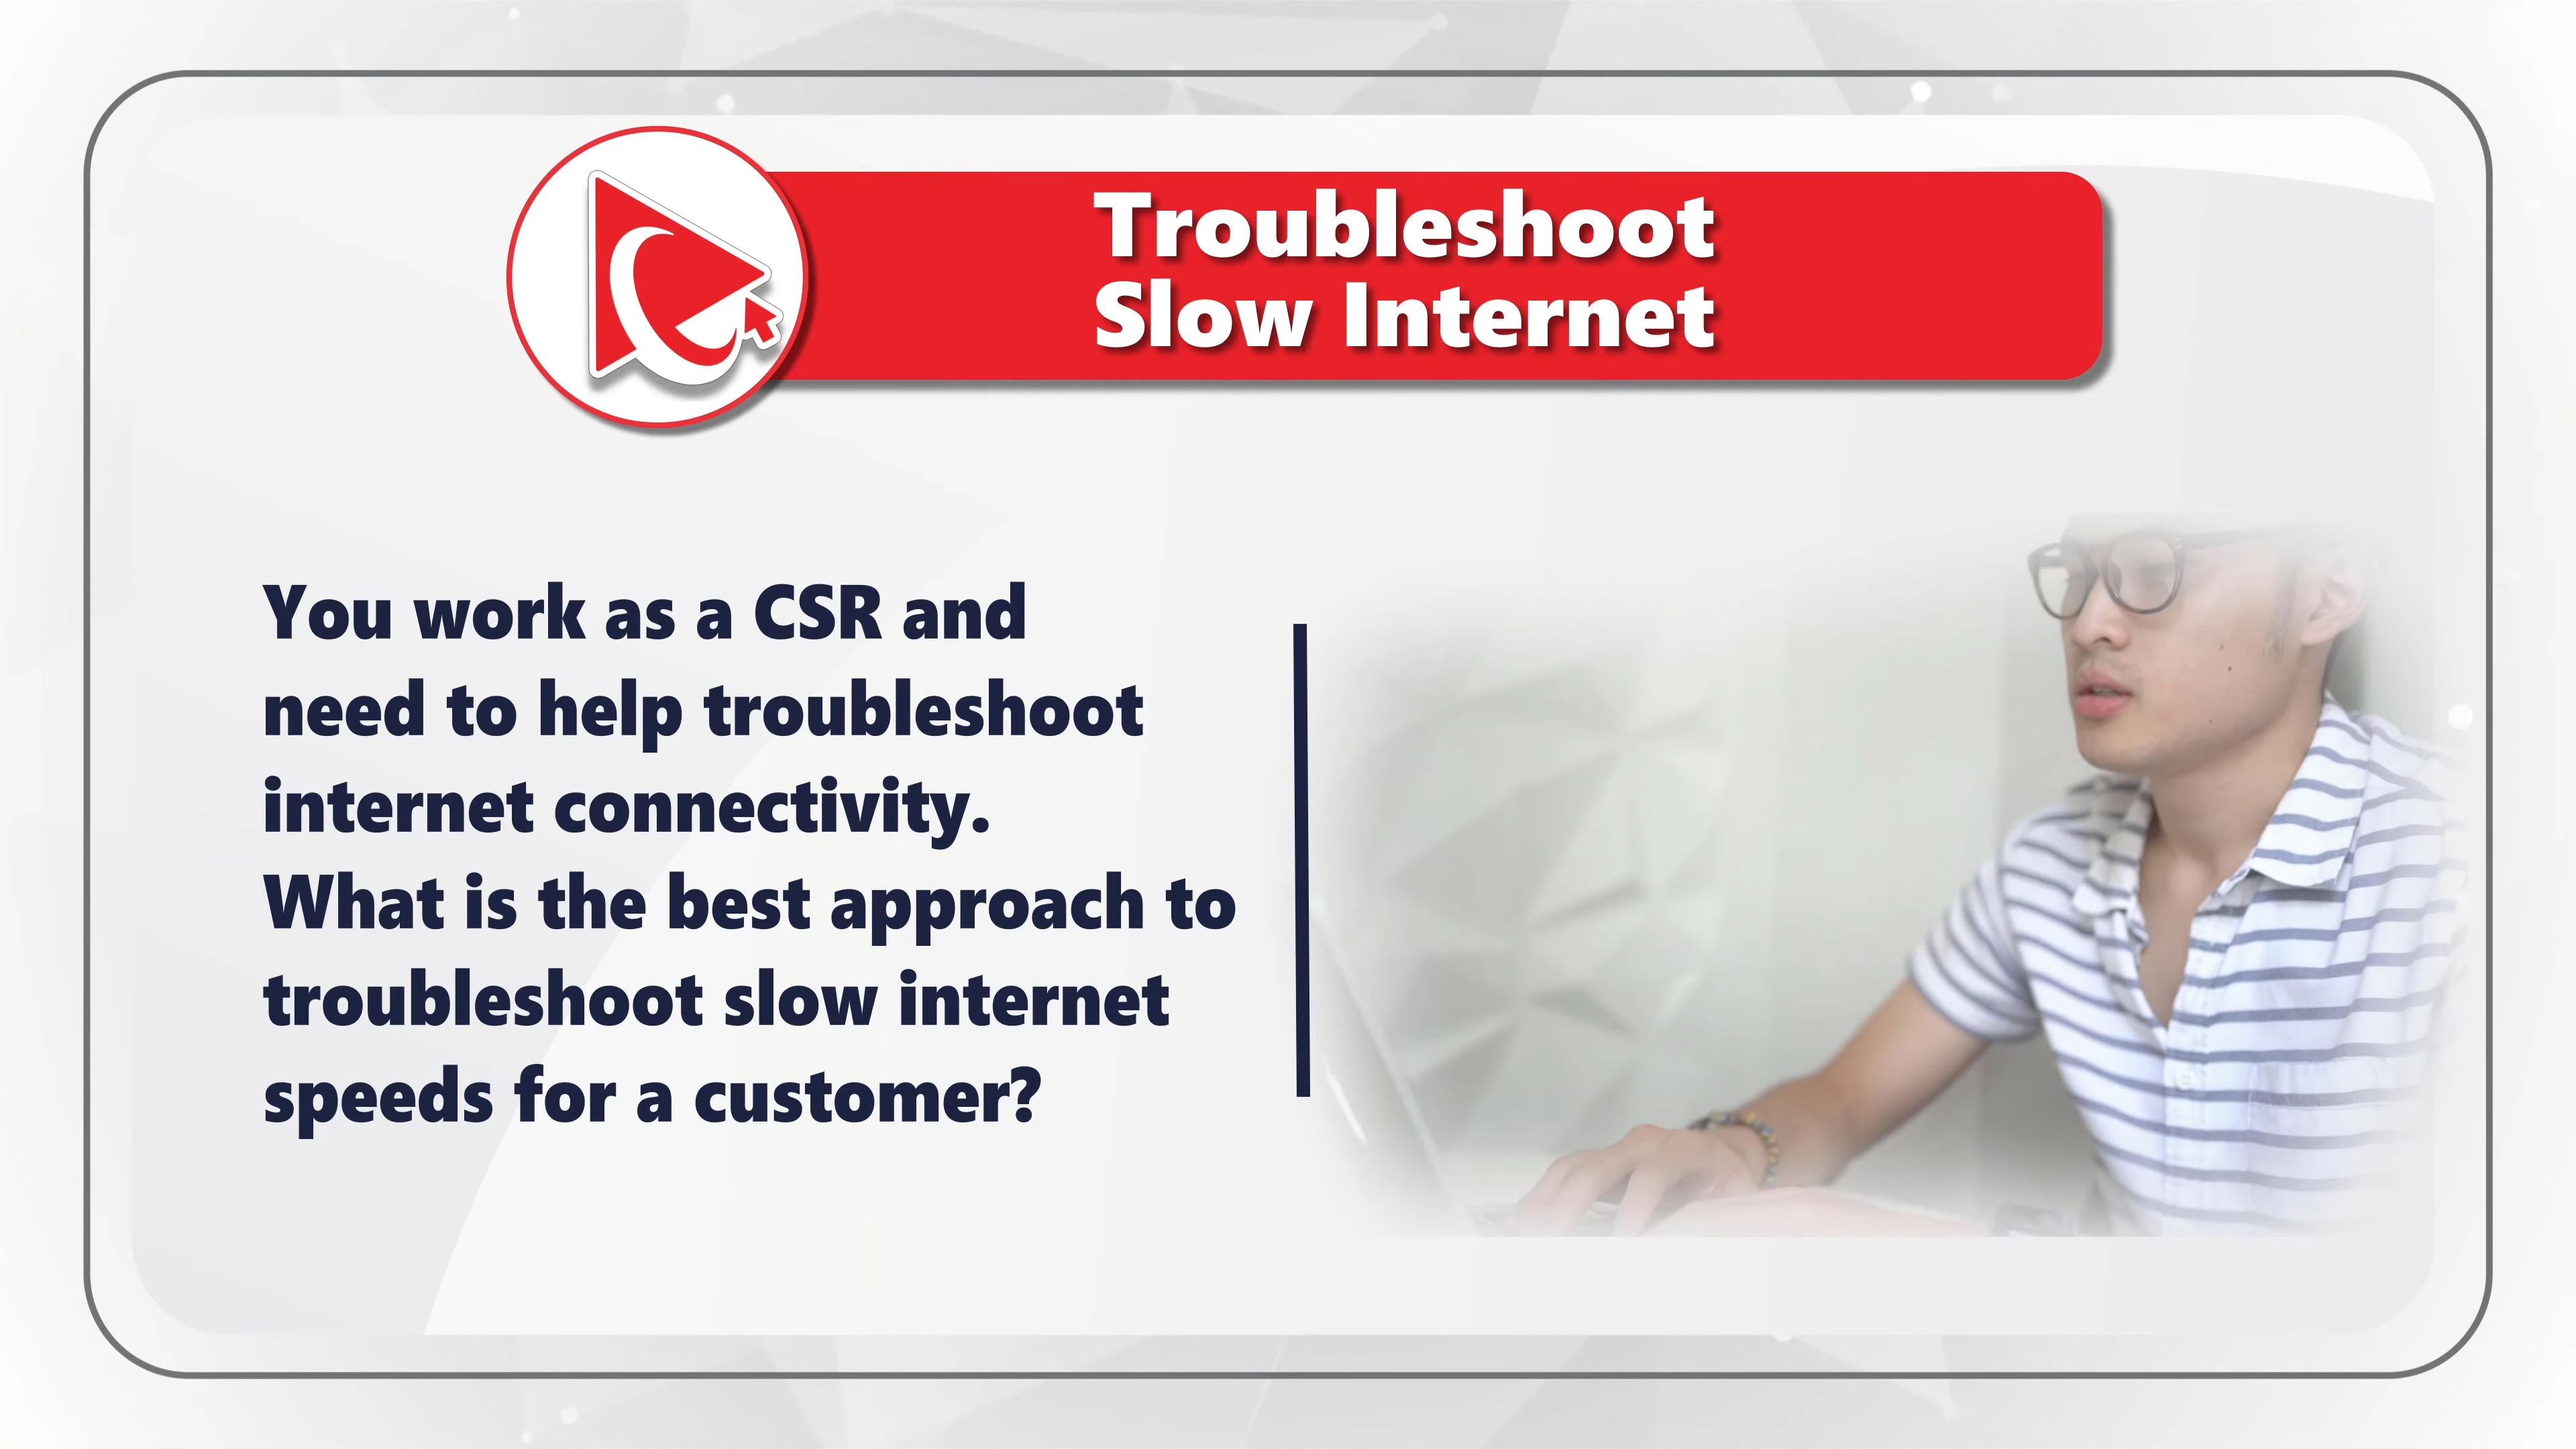 Troubleshoot
Slow Internet
You work as a CSR and
need to help troubleshoot
internet connectivity.
What is the best approach to
troubleshoot slow internet
speeds for a customer?